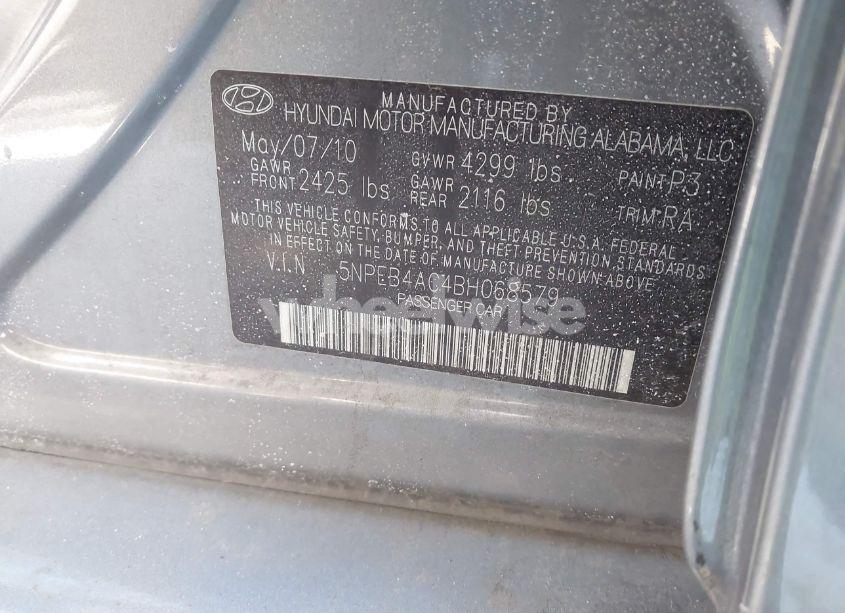 MANUFACTURED BY
HYUNDAI MOTOR MANUFACTURING ALABAMA, LLC
May/07/10 GVWR 4299 lbs PAINT: P3
GAWR FRONT 2425 lbs GAWR REAR 2116 lbs TRIM: RA
THIS VEHICLE CONFORMS TO ALL APPLICABLE U.S.A. FEDERAL
MOTOR VEHICLE SAFETY, BUMPER, AND THEFT PREVENTION STANDARDS
IN EFFECT ON THE DATE OF MANUFACTURE SHOWN ABOVE
V.I.N 5NPEB4AC4BH068579
PASSENGER CAR
wheelwise